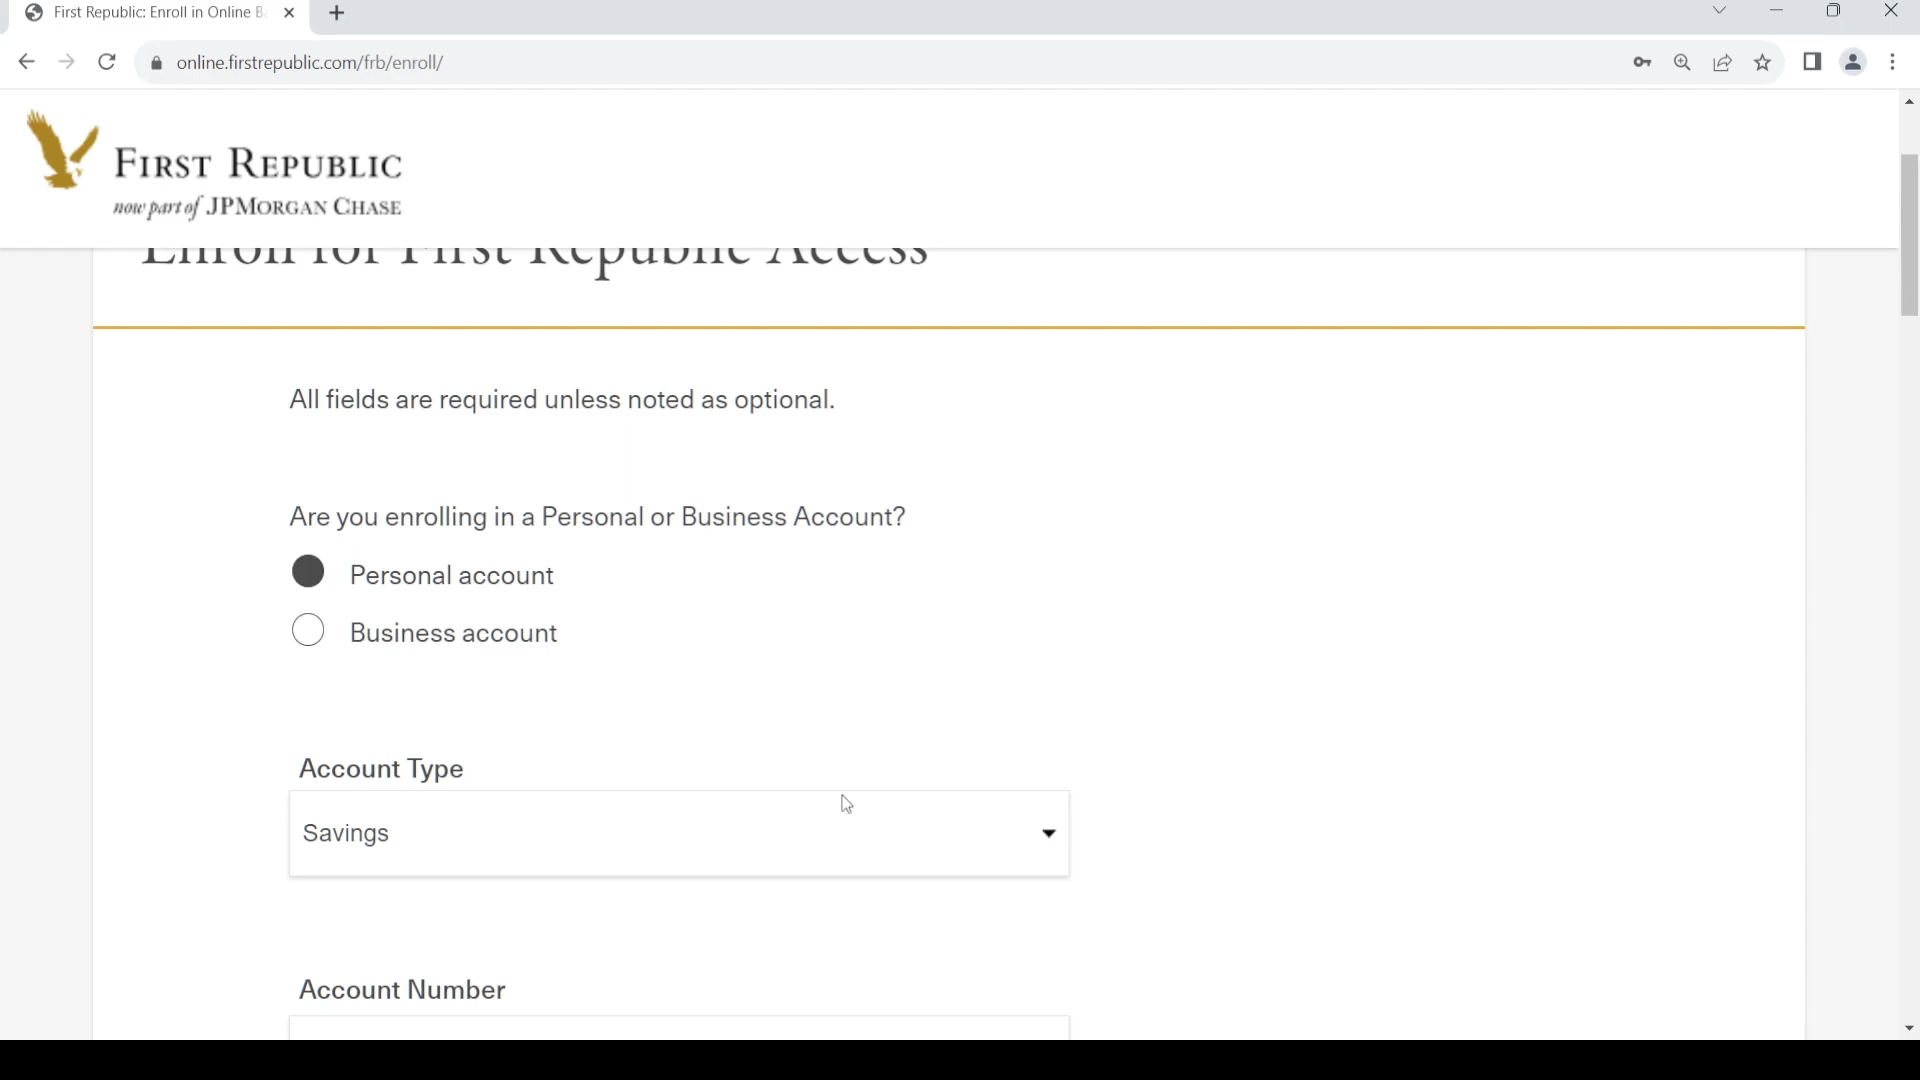 First Republic: Enroll in Online B
online.firstrepublic.com/frb/enroll/
FIRST REPUBLIC
now part of JPMORGAN CHASE
Enroll for First Republic Access
All fields are required unless noted as optional.
Are you enrolling in a Personal or Business Account?
Personal account
Business account
Account Type
Savings
Account Number